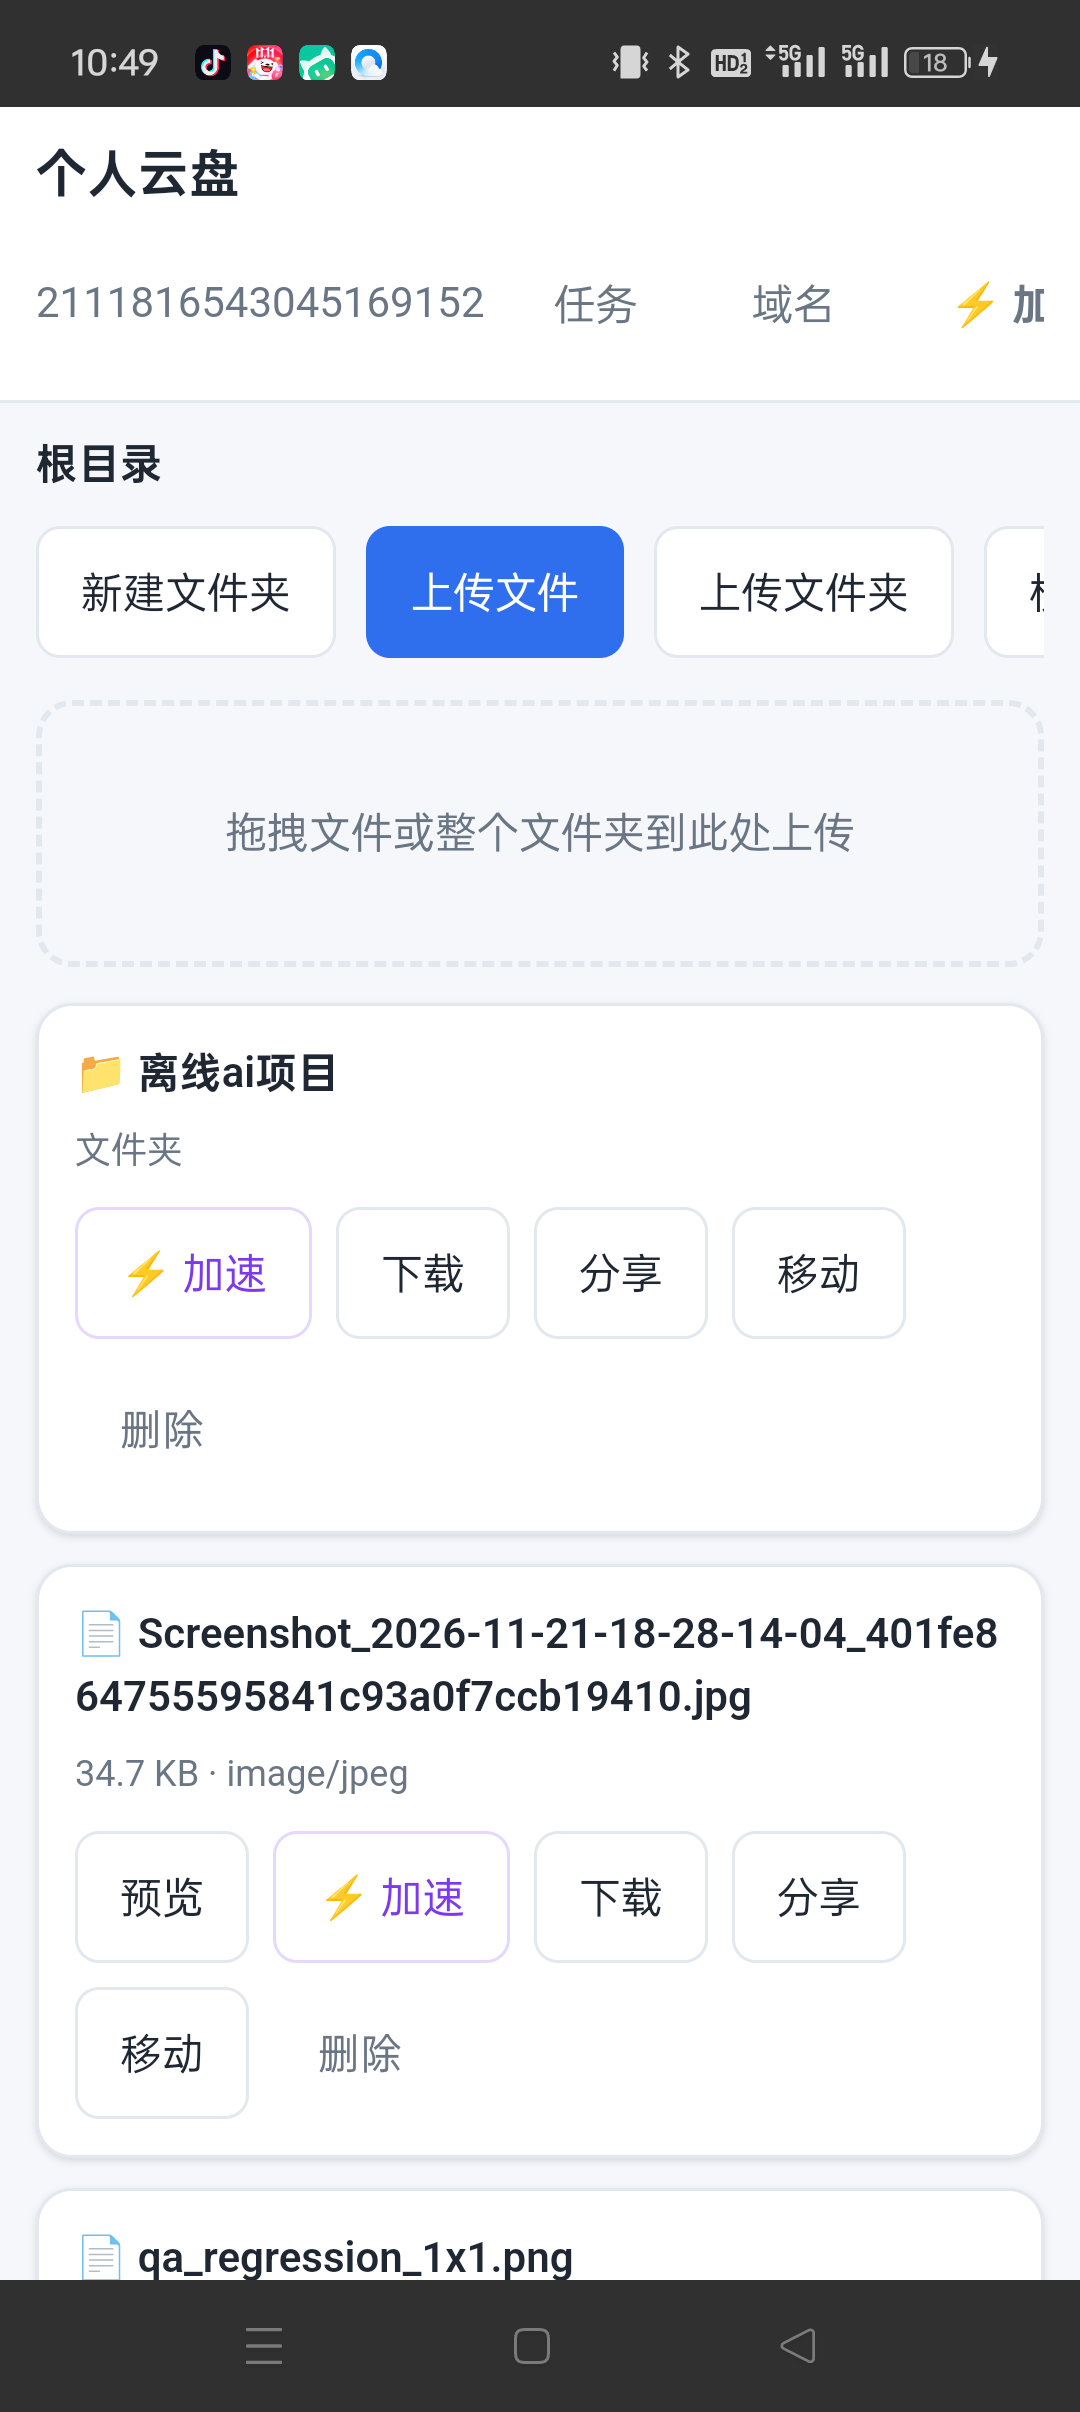 10:49
HD 1 2 5G 5G 18
个人云盘
2111816543045169152 任务 域名 ⚡ 加
根目录
新建文件夹 上传文件 上传文件夹
拖拽文件或整个文件夹到此处上传
📁 离线ai项目
文件夹
⚡ 加速 下载 分享 移动
删除
📄 Screenshot_2026-11-21-18-28-14-04_401fe8
64755595841c93a0f7ccb19410.jpg
34.7 KB · image/jpeg
预览 ⚡ 加速 下载 分享
移动 删除
📄 qa_regression_1x1.png